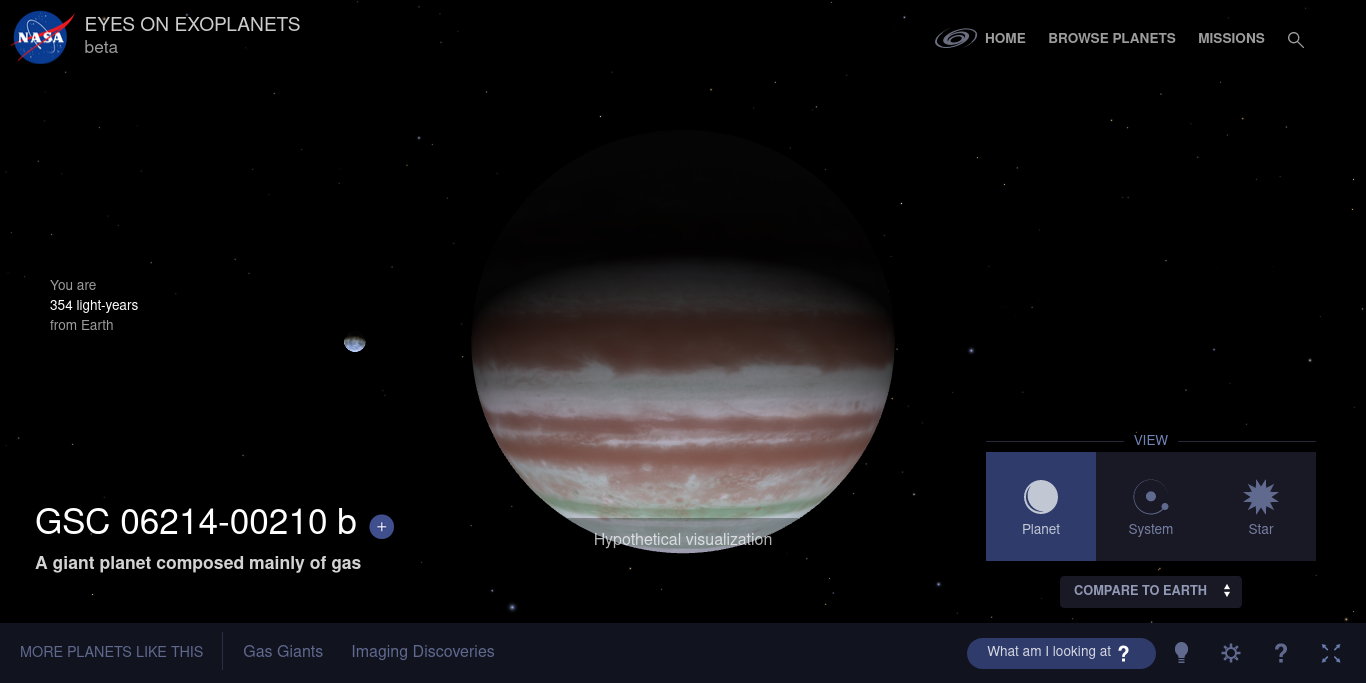 NASA
EYES ON EXOPLANETS
beta
HOME
BROWSE PLANETS
MISSIONS
You are
354 light-years
from Earth
GSC 06214-00210 b +
A giant planet composed mainly of gas
Hypothetical visualization
VIEW
Planet
System
Star
COMPARE TO EARTH
MORE PLANETS LIKE THIS
Gas Giants
Imaging Discoveries
What am I looking at ?
?